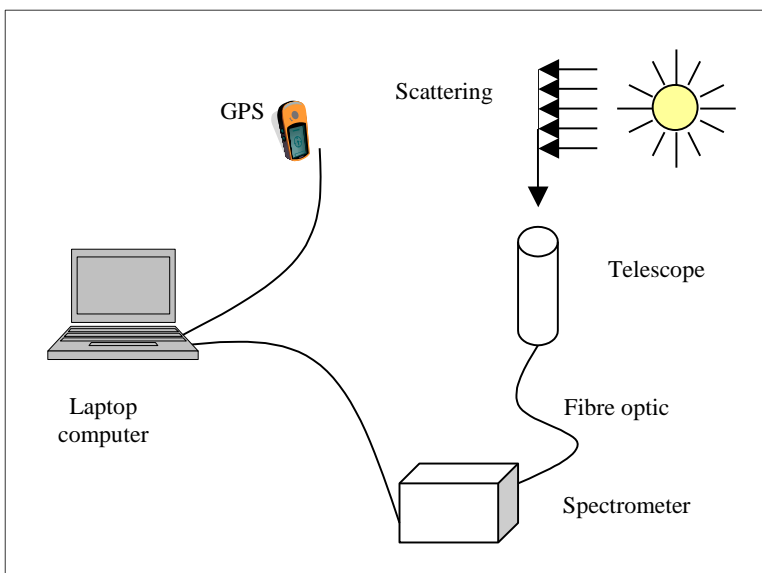 Scattering
GPS
Telescope
Laptop
computer
Fibre optic
Spectrometer